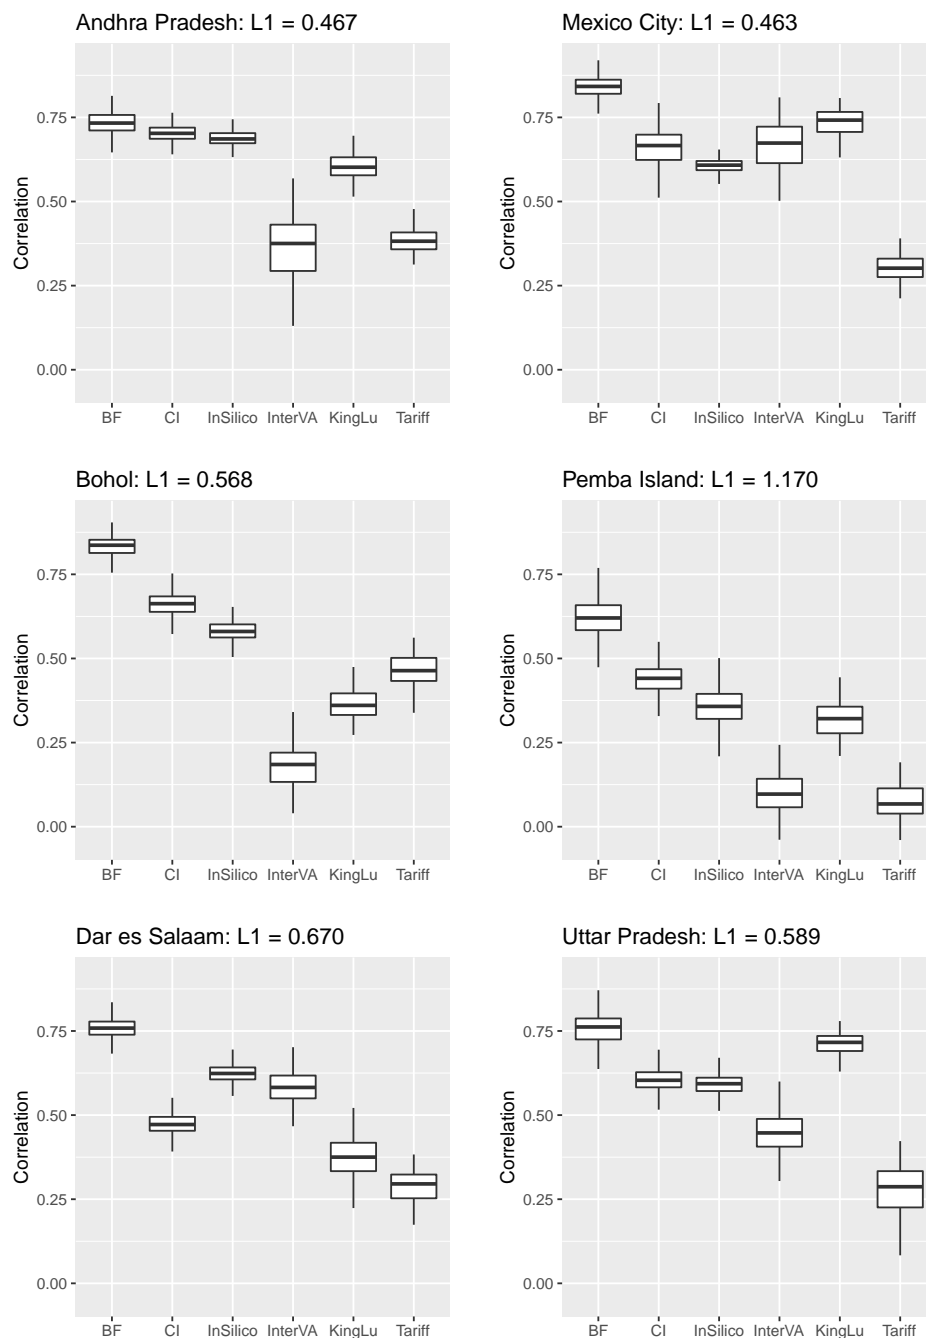 Andhra Pradesh: L1 = 0.467
Correlation
0.75
0.50
0.25
0.00
BF CI InSilico InterVA KingLu Tariff
Mexico City: L1 = 0.463
Correlation
0.75
0.50
0.25
0.00
BF CI InSilico InterVA KingLu Tariff
Bohol: L1 = 0.568
Correlation
0.75
0.50
0.25
0.00
BF CI InSilico InterVA KingLu Tariff
Pemba Island: L1 = 1.170
Correlation
0.75
0.50
0.25
0.00
BF CI InSilico InterVA KingLu Tariff
Dar es Salaam: L1 = 0.670
Correlation
0.75
0.50
0.25
0.00
BF CI InSilico InterVA KingLu Tariff
Uttar Pradesh: L1 = 0.589
Correlation
0.75
0.50
0.25
0.00
BF CI InSilico InterVA KingLu Tariff